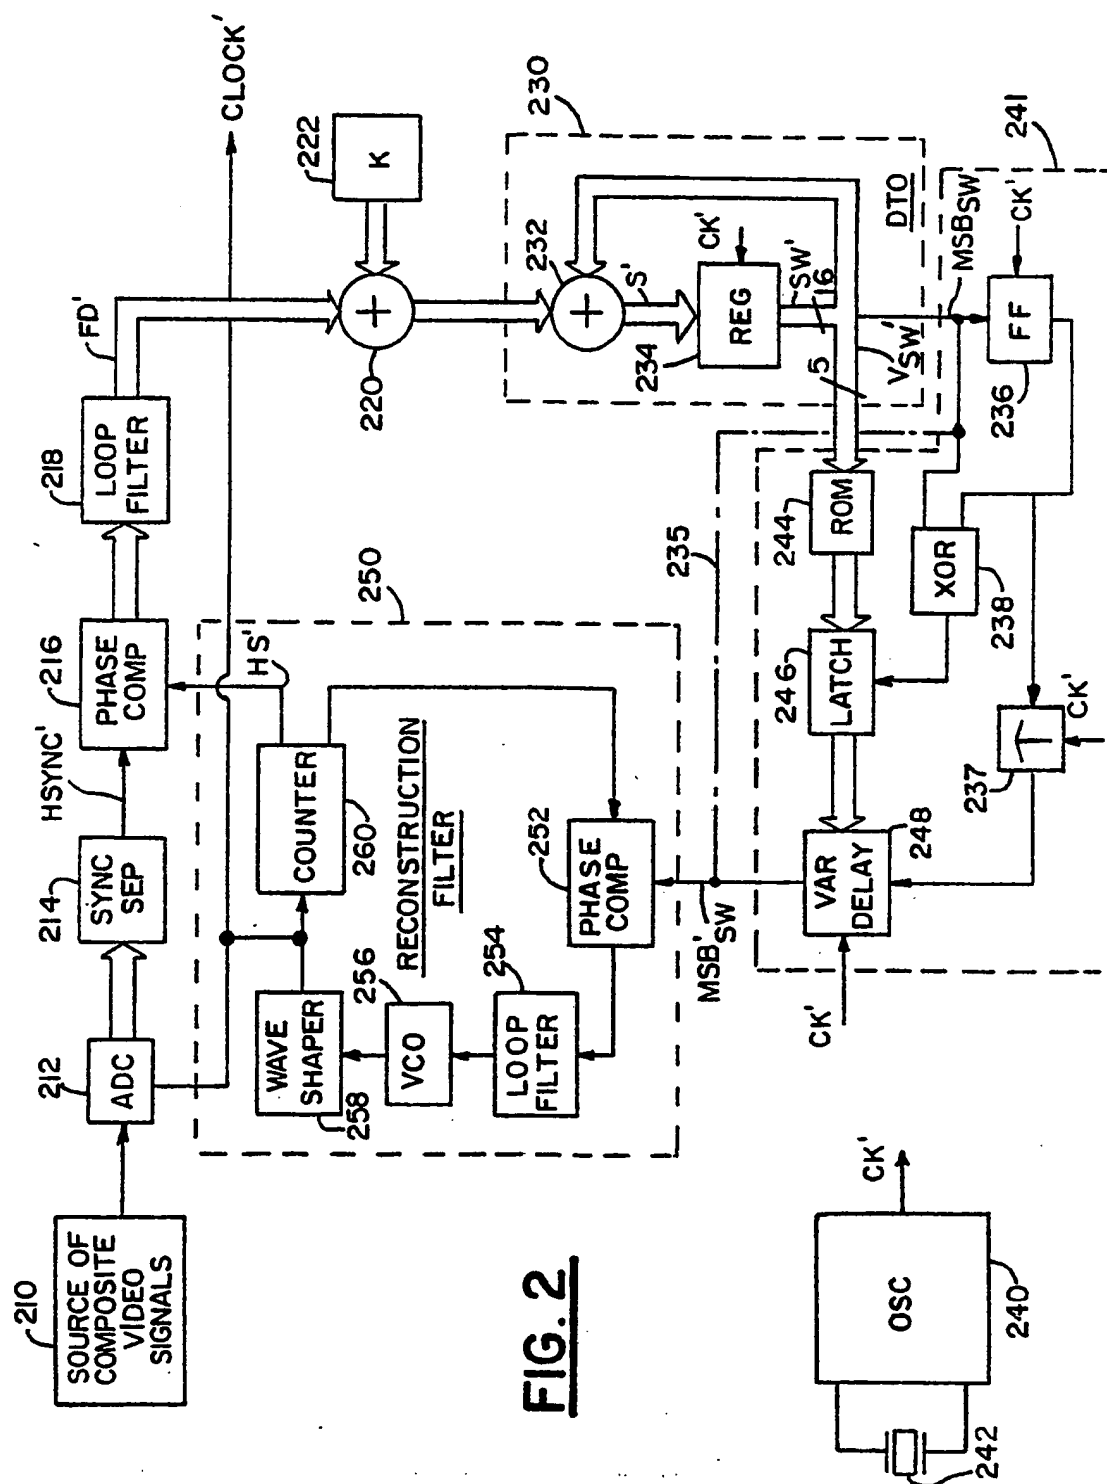 210
SOURCE OF
COMPOSITE
VIDEO
SIGNALS
212
ADC
214
SYNC
SEP
HSYNC'
216
PHASE
COMP
218
LOOP
FILTER
FD'
CLOCK'
222
K
220
+
230
232
+
S'
CK'
REG
234
SW'
16
5
VSW'
DTO
MSBSW'
241
CK'
FF
236
250
HS'
COUNTER
260
RECONSTRUCTION
FILTER
WAVE
SHAPER
258
256
VCO
254
LOOP
FILTER
252
PHASE
COMP
235
MSB'SW
244
ROM
246
LATCH
XOR
238
VAR
DELAY
248
237
CK'
CK'
FIG. 2
OSC
CK'
240
242